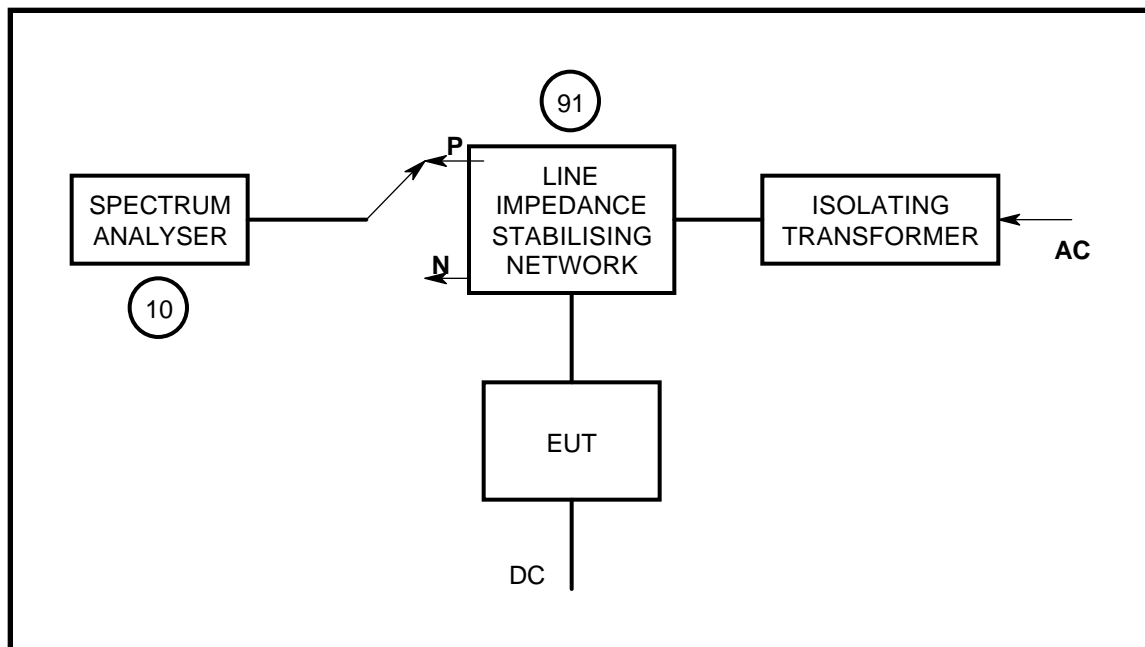 91
P
LINE
IMPEDANCE
STABILISING
NETWORK
N
SPECTRUM
ANALYSER
10
ISOLATING
TRANSFORMER
AC
EUT
DC